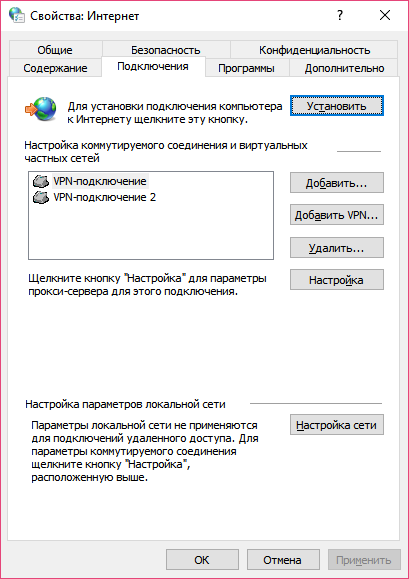 Свойства: Интернет
?
Общие Безопасность Конфиденциальность
Содержание Подключения Программы Дополнительно
Для установки подключения компьютера
к Интернету щелкните эту кнопку.
Установить
Настройка коммутируемого соединения и виртуальных
частных сетей
VPN-подключение
VPN-подключение 2
Добавить...
Добавить VPN...
Удалить...
Щелкните кнопку "Настройка" для параметры
прокси-сервера для этого подключения.
Настройка
Настройка параметров локальной сети
Параметры локальной сети не применяются
для подключений удаленного доступа. Для
параметры коммутируемого соединения
щелкните кнопку "Настройка",
расположенную выше.
Настройка сети
ОК Отмена Применить